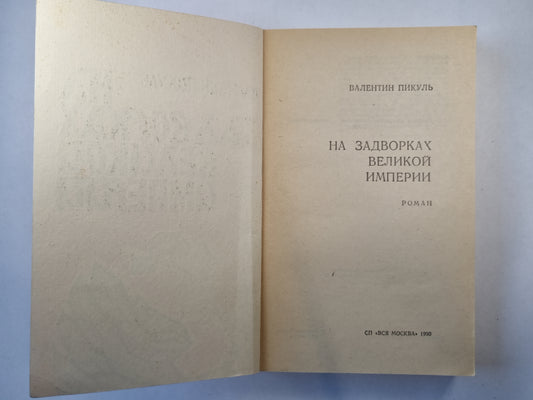 ВАЛЕНТИН ПИКУЛЬ
НА ЗАДВОРКАХ
ВЕЛИКОЙ
ИМПЕРИИ
РОМАН
СП «ВСЯ МОСКВА» 1990